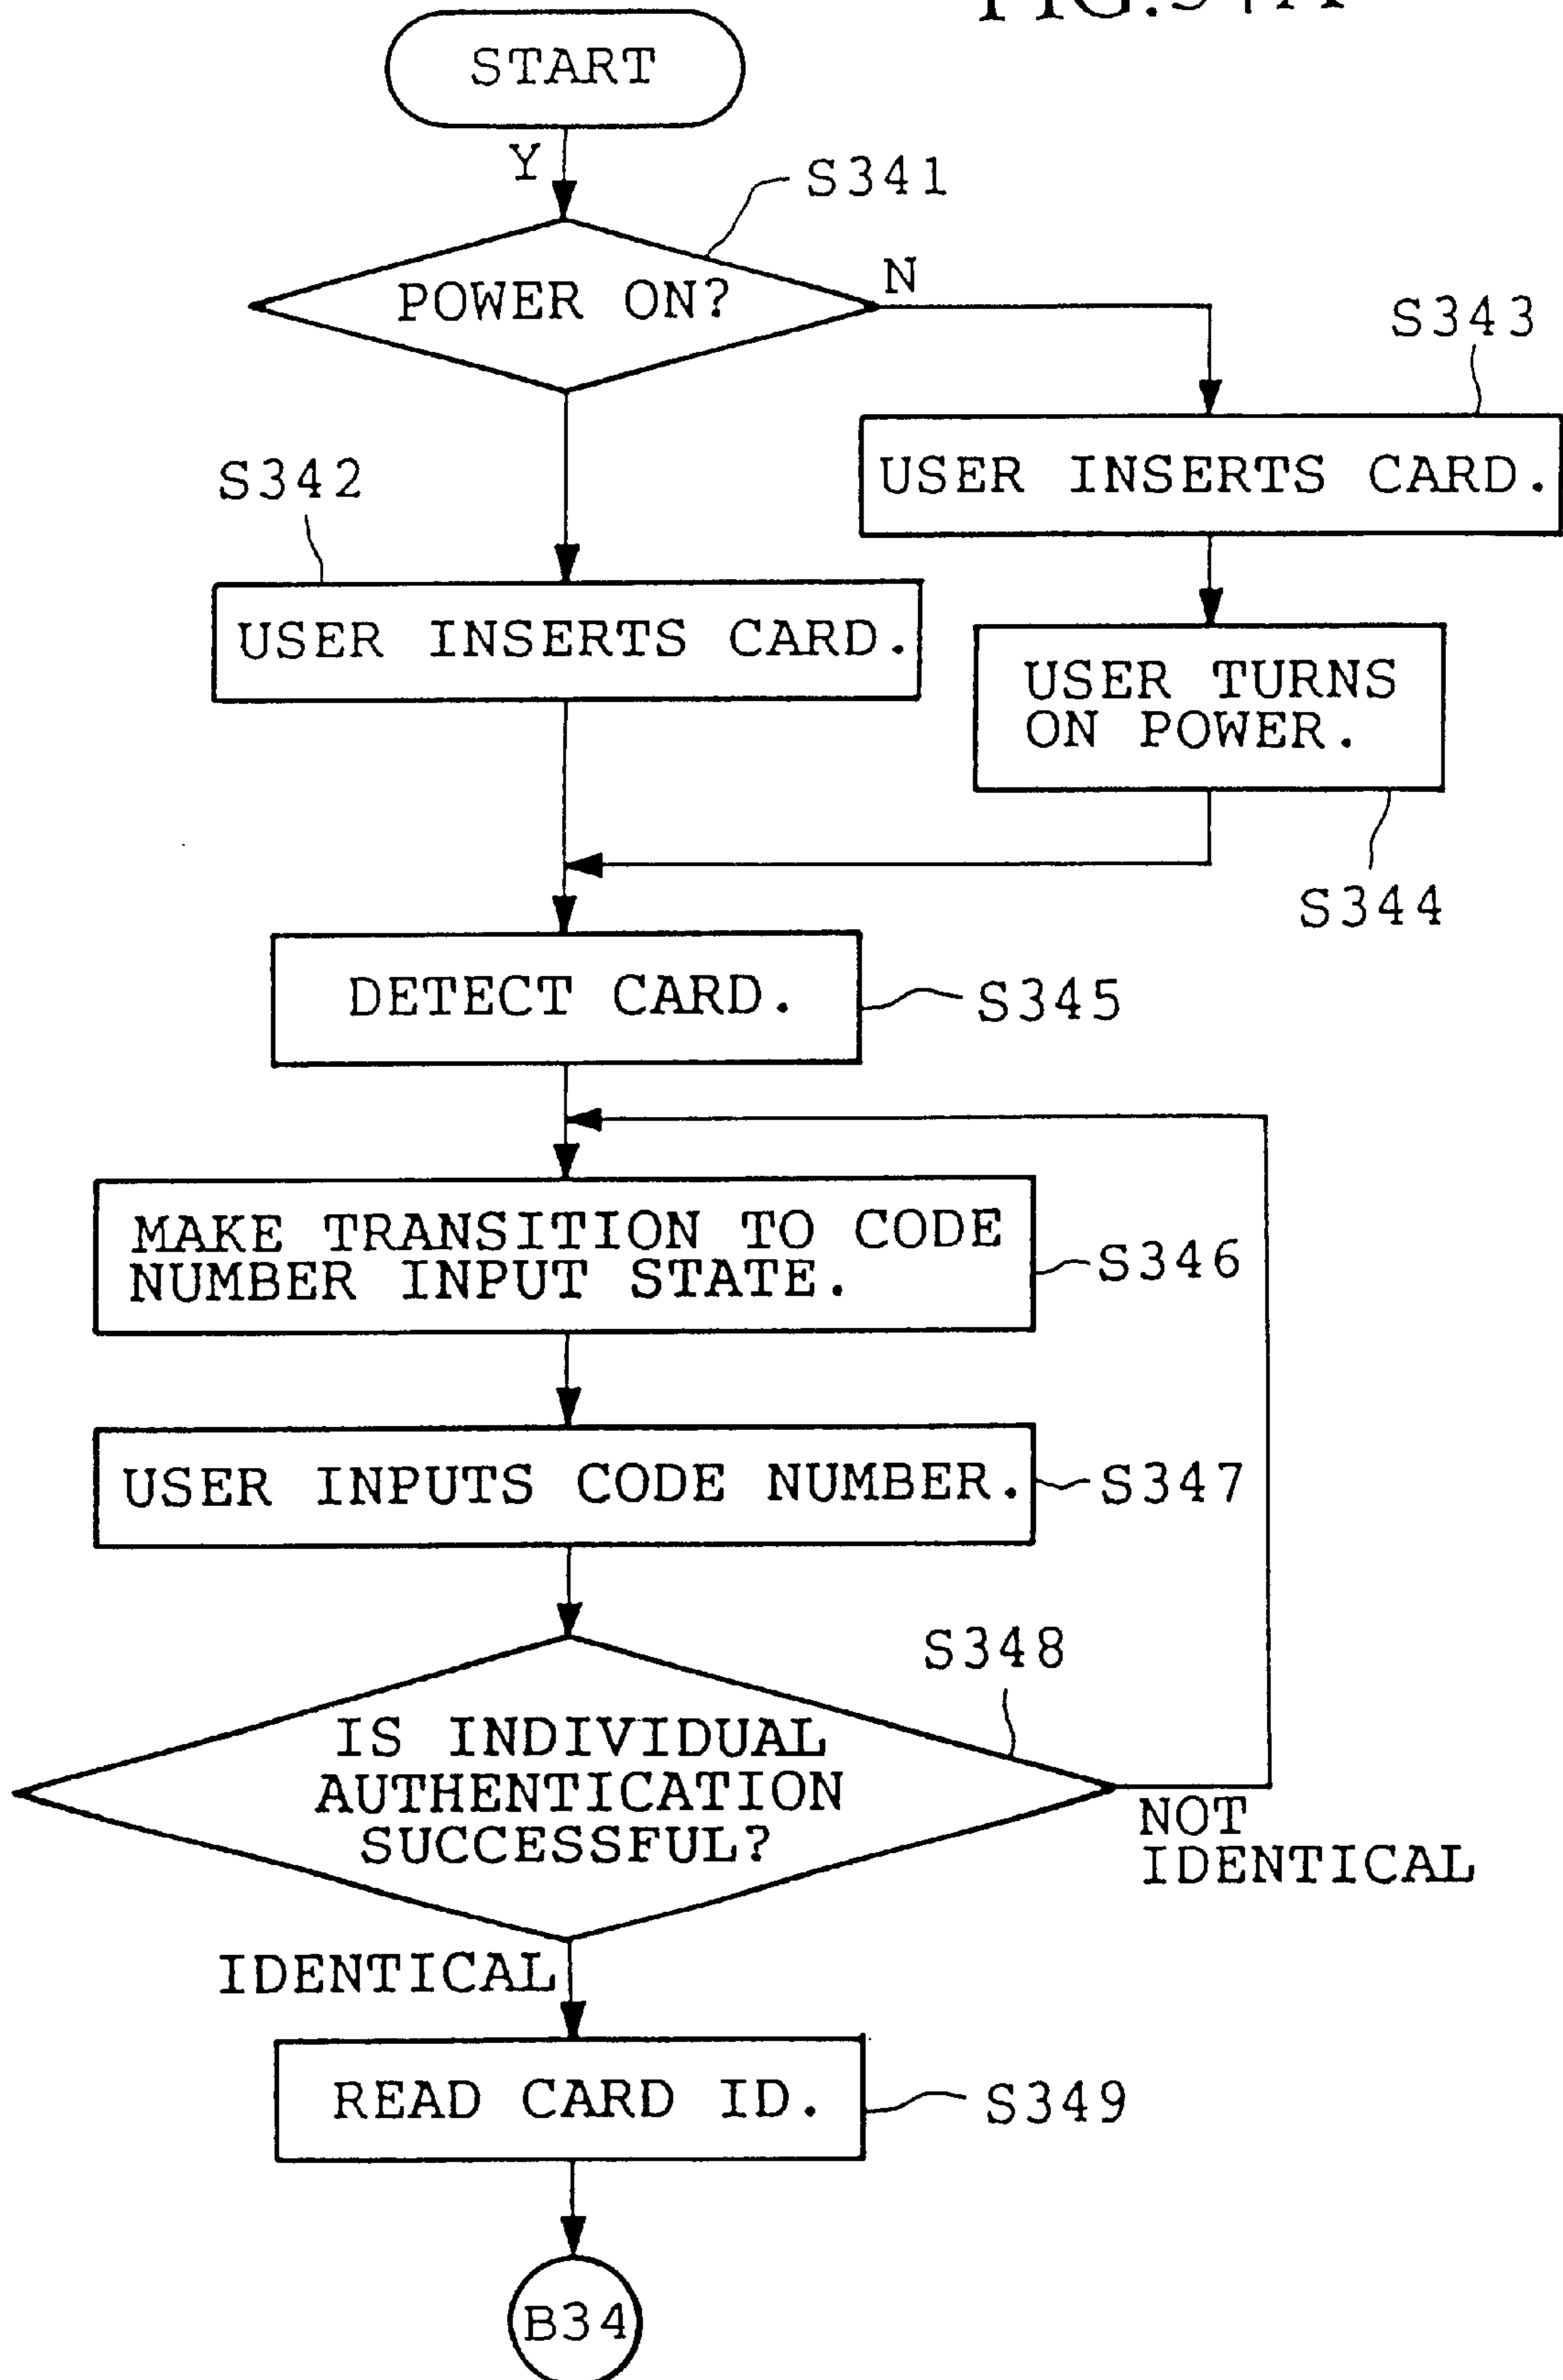 START
Y
S341
POWER ON?
N
S343
USER INSERTS CARD.
S342
USER INSERTS CARD.
USER TURNS
ON POWER.
S344
DETECT CARD.
S345
MAKE TRANSITION TO CODE
NUMBER INPUT STATE.
S346
USER INPUTS CODE NUMBER.
S347
S348
IS INDIVIDUAL
AUTHENTICATION
SUCCESSFUL?
NOT
IDENTICAL
IDENTICAL
READ CARD ID.
S349
B34